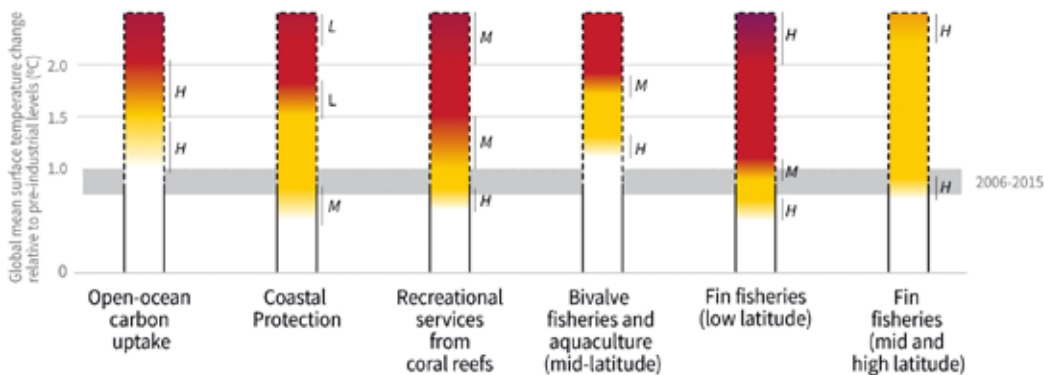 Global mean surface temperature change
relative to pre-industrial levels (ºC)
2.0
1.5
1.0
0
H
H
L
L
M
M
M
H
M
H
H
M
H
H
H
2006-2015
Open-ocean
carbon
uptake
Coastal
Protection
Recreational
services
from
coral reefs
Bivalve
fisheries and
aquaculture
(mid-latitude)
Fin fisheries
(low latitude)
Fin
fisheries
(mid and
high latitude)